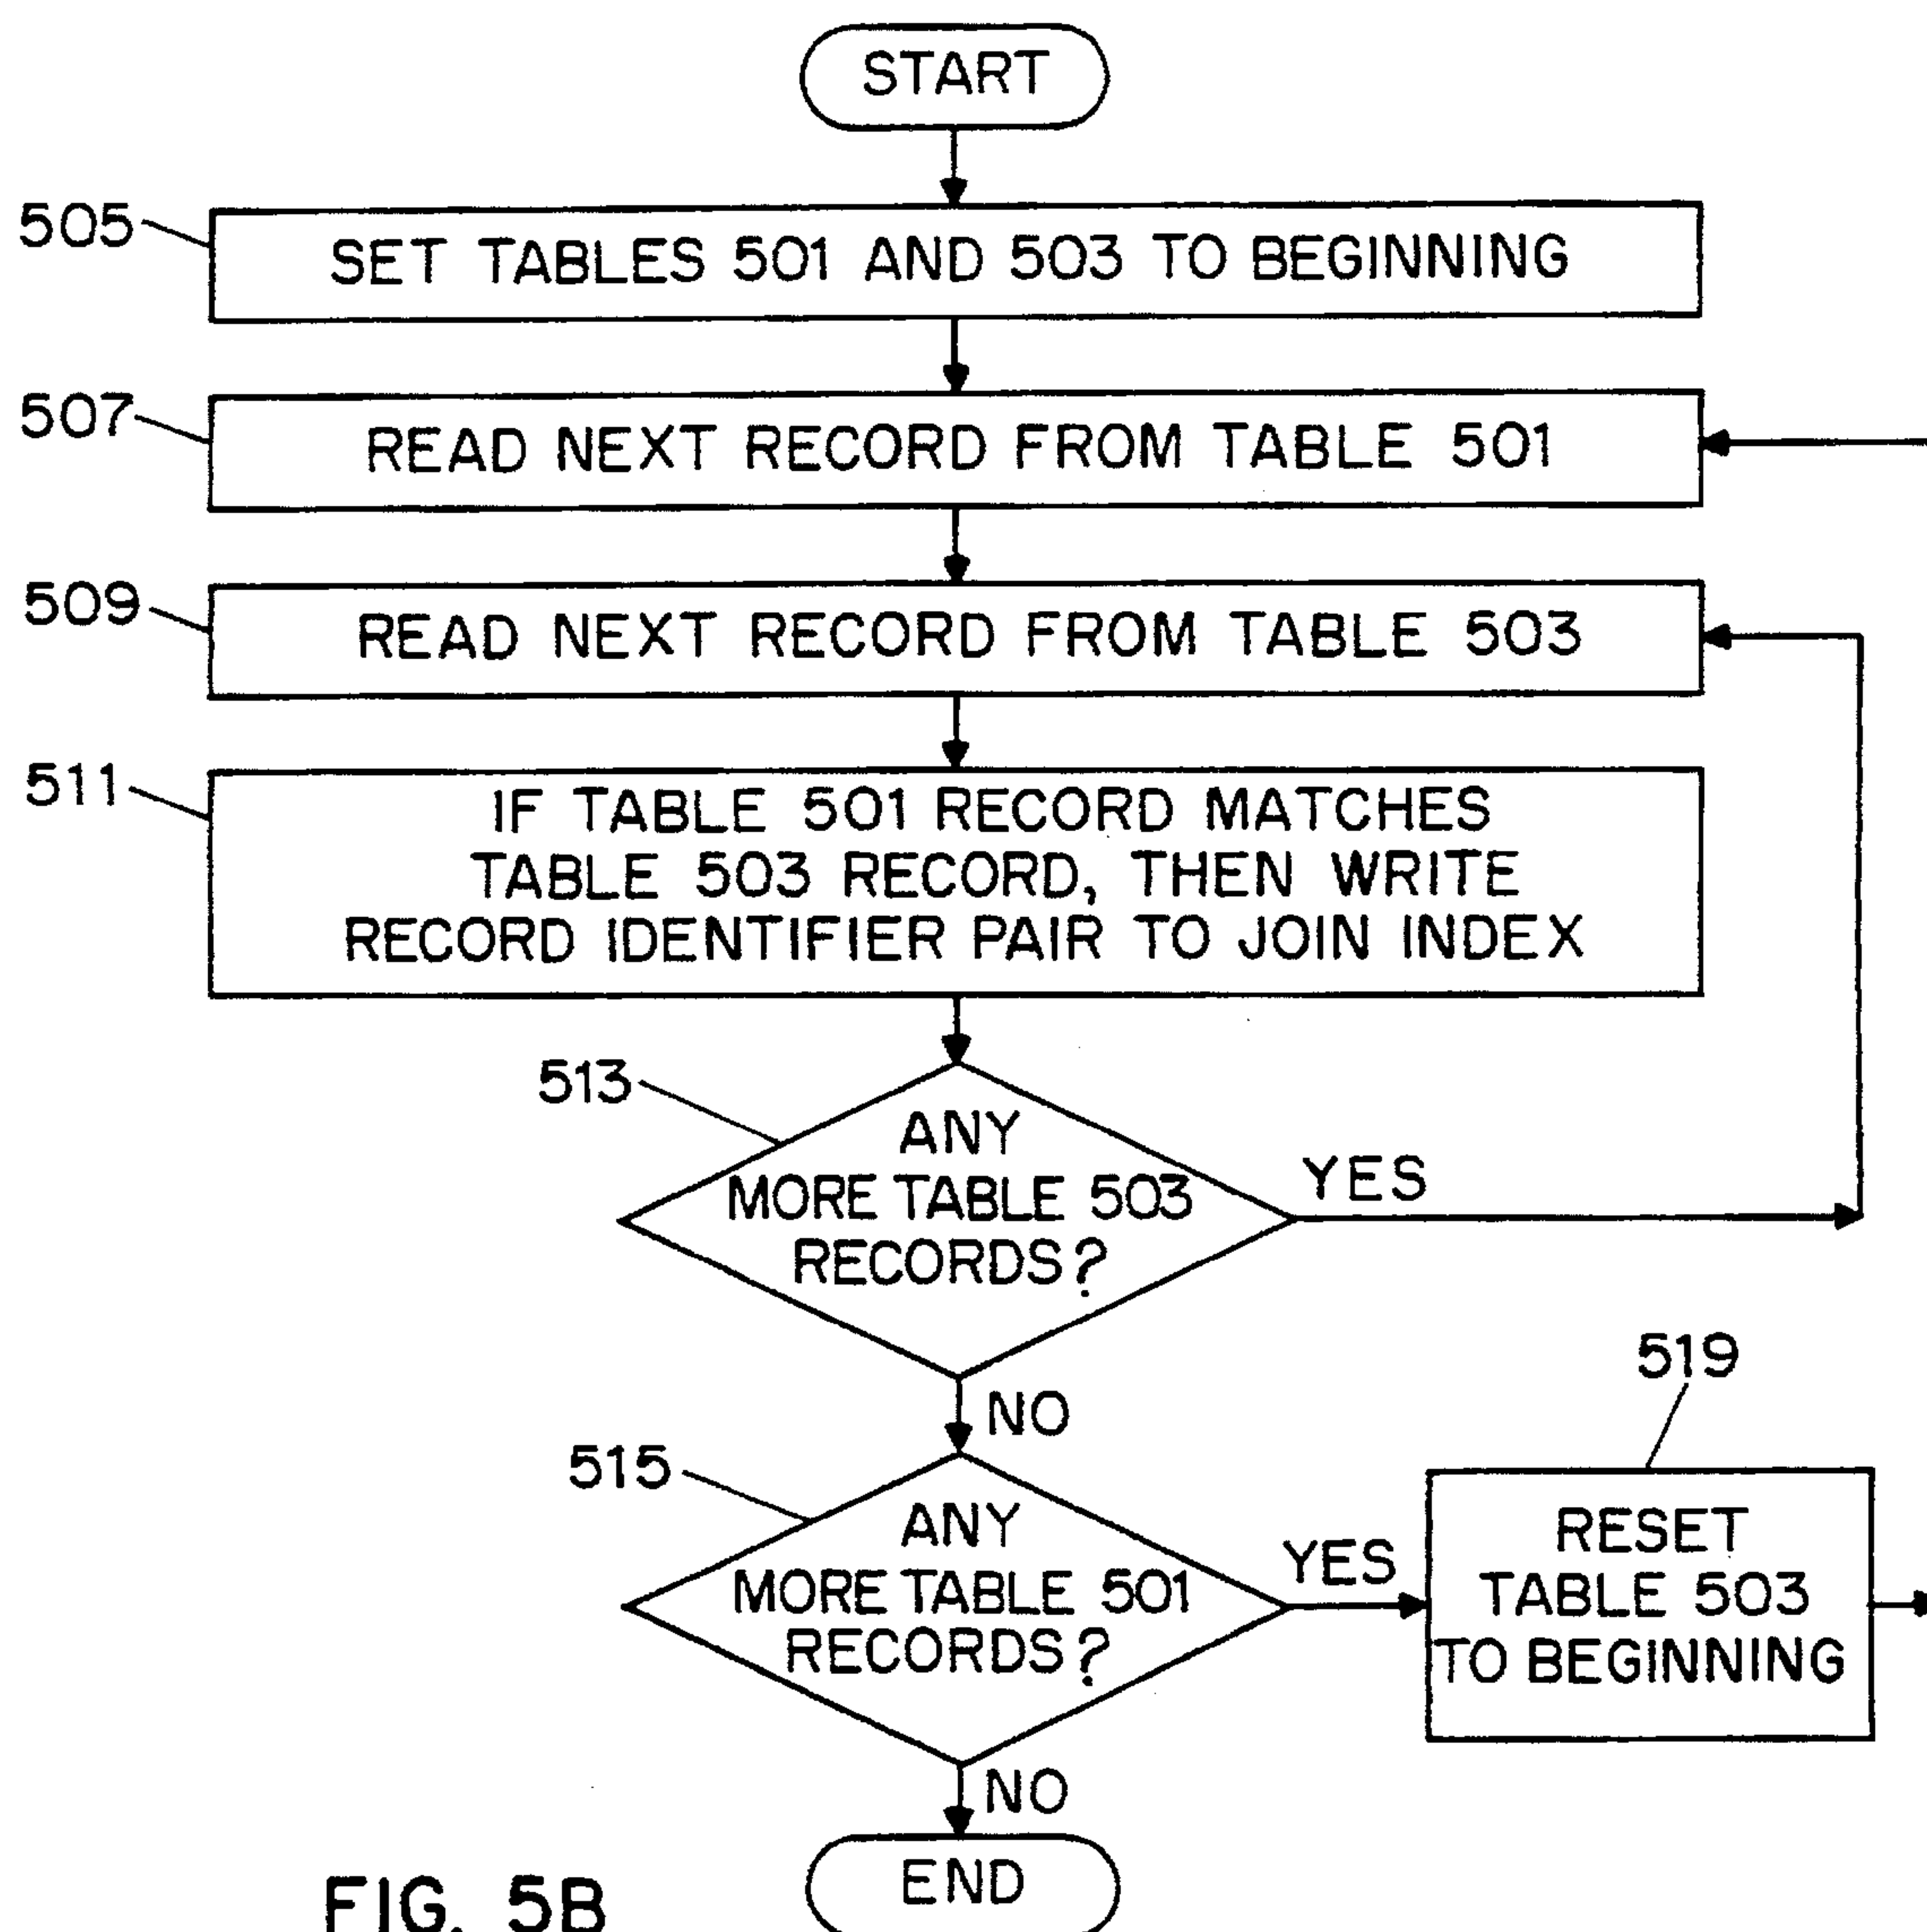 START
505
SET TABLES 501 AND 503 TO BEGINNING
507
READ NEXT RECORD FROM TABLE 501
509
READ NEXT RECORD FROM TABLE 503
511
IF TABLE 501 RECORD MATCHES
TABLE 503 RECORD, THEN WRITE
RECORD IDENTIFIER PAIR TO JOIN INDEX
513
ANY
MORE TABLE 503
RECORDS?
YES
NO
519
515
ANY
MORE TABLE 501
RECORDS?
YES
RESET
TABLE 503
TO BEGINNING
NO
END
FIG. 5B